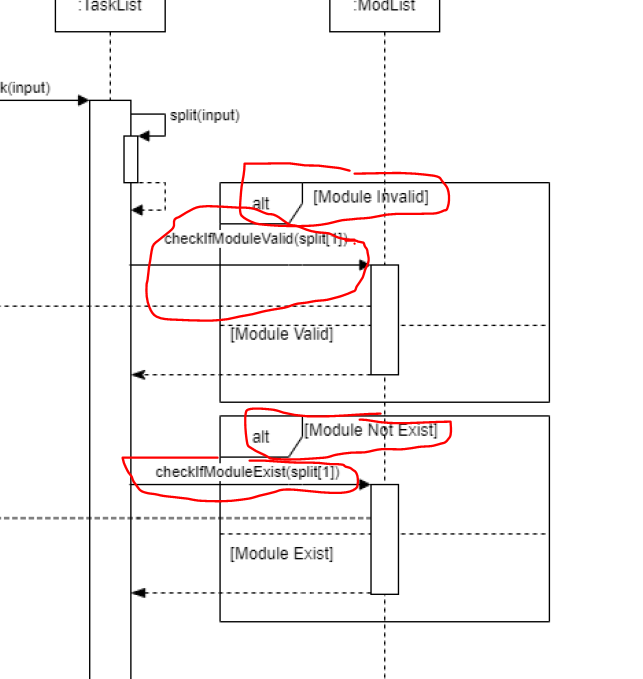 :TaskList
:ModList
k(input)
split(input)
alt
[Module Invalid]
checkIfModuleValid(split[1])
[Module Valid]
alt
[Module Not Exist]
checkIfModuleExist(split[1])
[Module Exist]